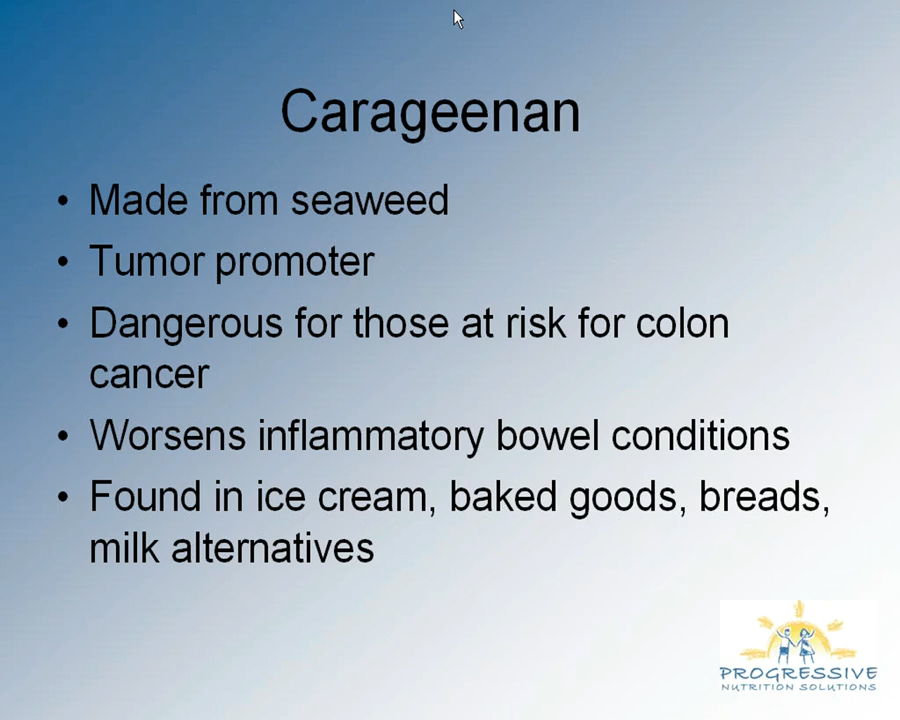 Carageenan
• Made from seaweed
• Tumor promoter
• Dangerous for those at risk for colon
cancer
• Worsens inflammatory bowel conditions
• Found in ice cream, baked goods, breads,
milk alternatives
PROGRESSIVE
NUTRITION SOLUTIONS